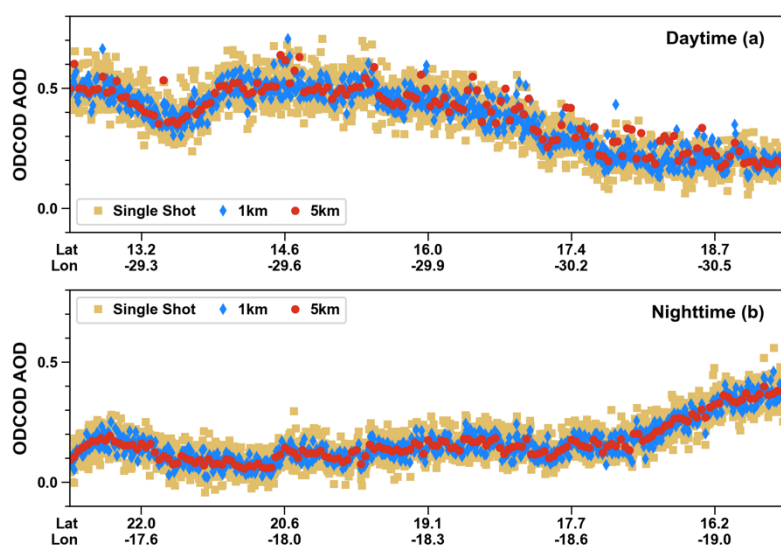 Daytime (a)
ODCOD AOD
0.5
0.0
Single Shot 1km 5km
Lat 13.2 14.6 16.0 17.4 18.7
Lon -29.3 -29.6 -29.9 -30.2 -30.5
Single Shot 1km 5km
Nighttime (b)
ODCOD AOD
0.5
0.0
Lat 22.0 20.6 19.1 17.7 16.2
Lon -17.6 -18.0 -18.3 -18.6 -19.0